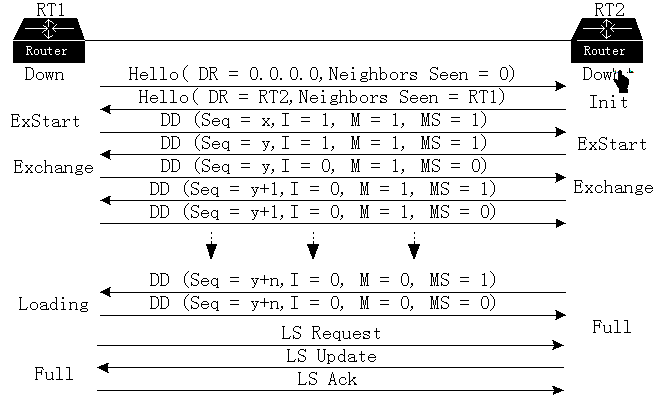 RT1
RT2
Router
Router
Down
Hello( DR = 0.0.0.0,Neighbors Seen = 0)
Down
Hello( DR = RT2,Neighbors Seen = RT1)
Init
ExStart
DD (Seq = x,I = 1, M = 1, MS = 1)
DD (Seq = y,I = 1, M = 1, MS = 1)
ExStart
Exchange
DD (Seq = y,I = 0, M = 1, MS = 0)
DD (Seq = y+1,I = 0, M = 1, MS = 1)
Exchange
DD (Seq = y+1,I = 0, M = 1, MS = 0)
DD (Seq = y+n,I = 0, M = 0, MS = 1)
Loading
DD (Seq = y+n,I = 0, M = 0, MS = 0)
Full
LS Request
LS Update
Full
LS Ack